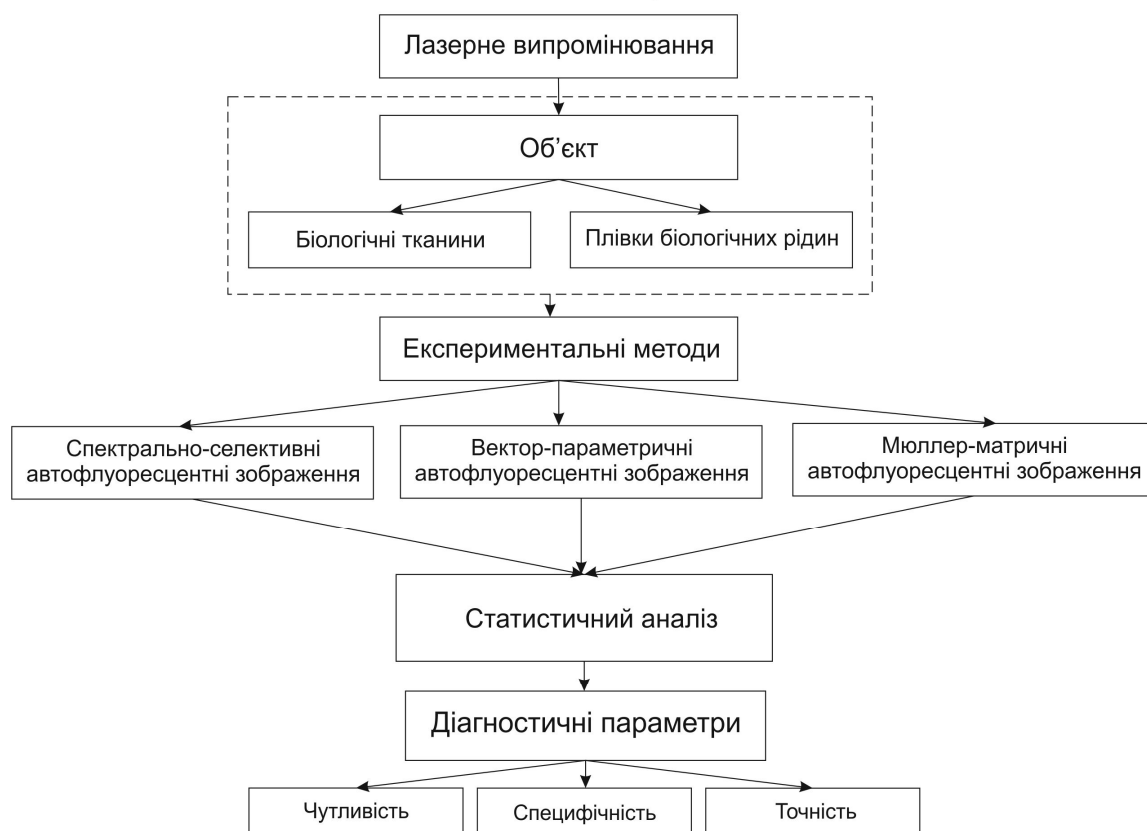 Лазерне випромінювання
Об’єкт
Біологічні тканини
Плівки біологічних рідин
Експериментальні методи
Спектрально-селективні
автофлуоресцентні зображення
Вектор-параметричні
автофлуоресцентні зображення
Мюллер-матричні
автофлуоресцентні зображення
Статистичний аналіз
Діагностичні параметри
Чутливість
Специфічність
Точність